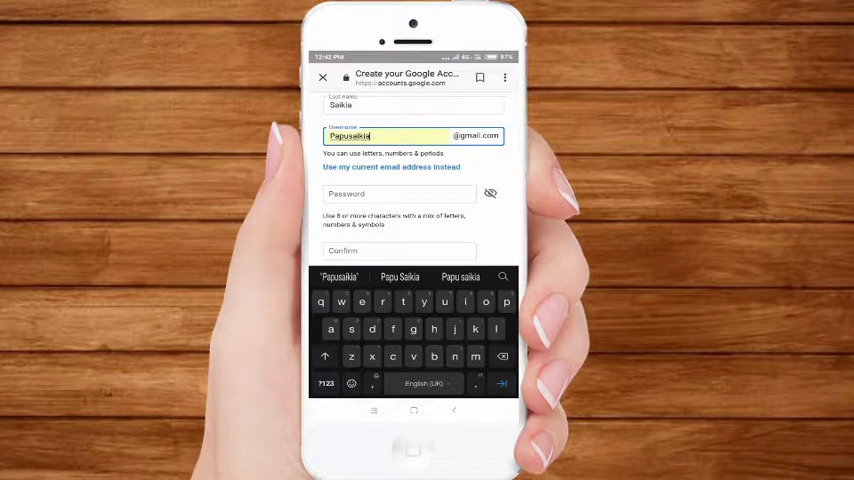 12:42 PM 4G 87%
Create your Google Acc...
https://accounts.google.com
Last name
Saikia
Username
Papusaikia @gmail.com
You can use letters, numbers & periods
Use my current email address instead
Password
Use 8 or more characters with a mix of letters,
numbers & symbols
Confirm
"Papusaikia" Papu Saikia Papu saikia
q w e r t y u i o p
a s d f g h j k l
z x c v b n m
?123 , English (UK) .